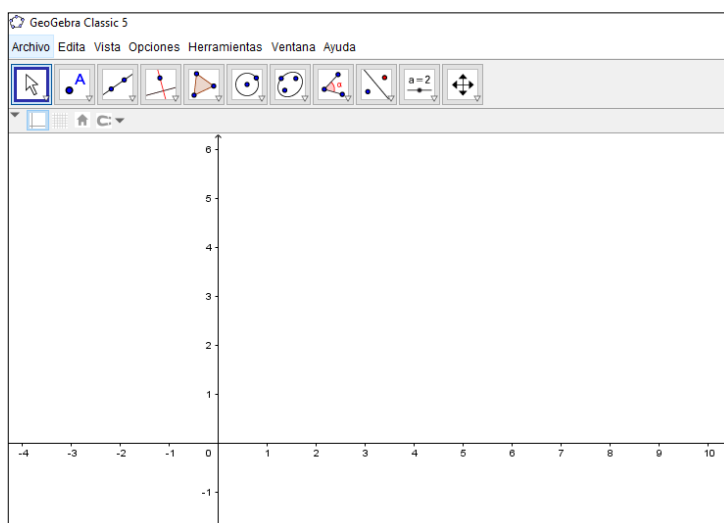 GeoGebra Classic 5
Archivo Edita Vista Opciones Herramientas Ventana Ayuda
A α a=2
6
5
4
3
2
1
-4 -3 -2 -1 0 1 2 3 4 5 6 7 8 9 10
-1